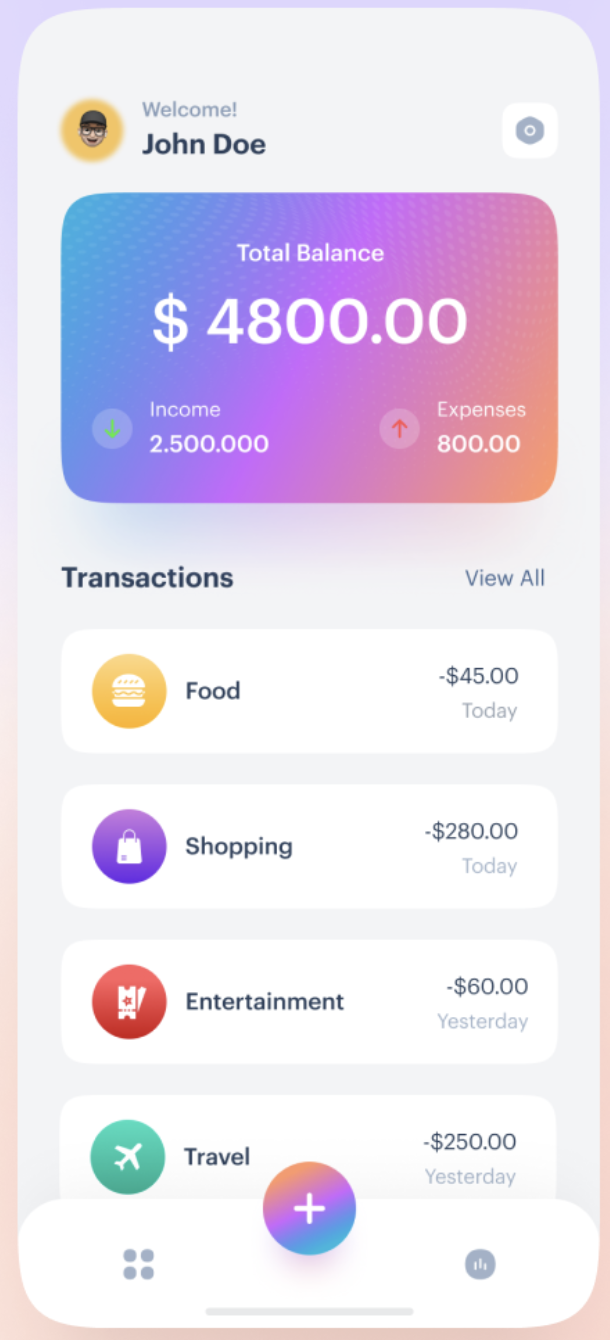 Welcome!
John Doe
Total Balance
$ 4800.00
Income
2.500.000
Expenses
800.00
Transactions
View All
Food
-$45.00
Today
Shopping
-$280.00
Today
Entertainment
-$60.00
Yesterday
Travel
-$250.00
Yesterday